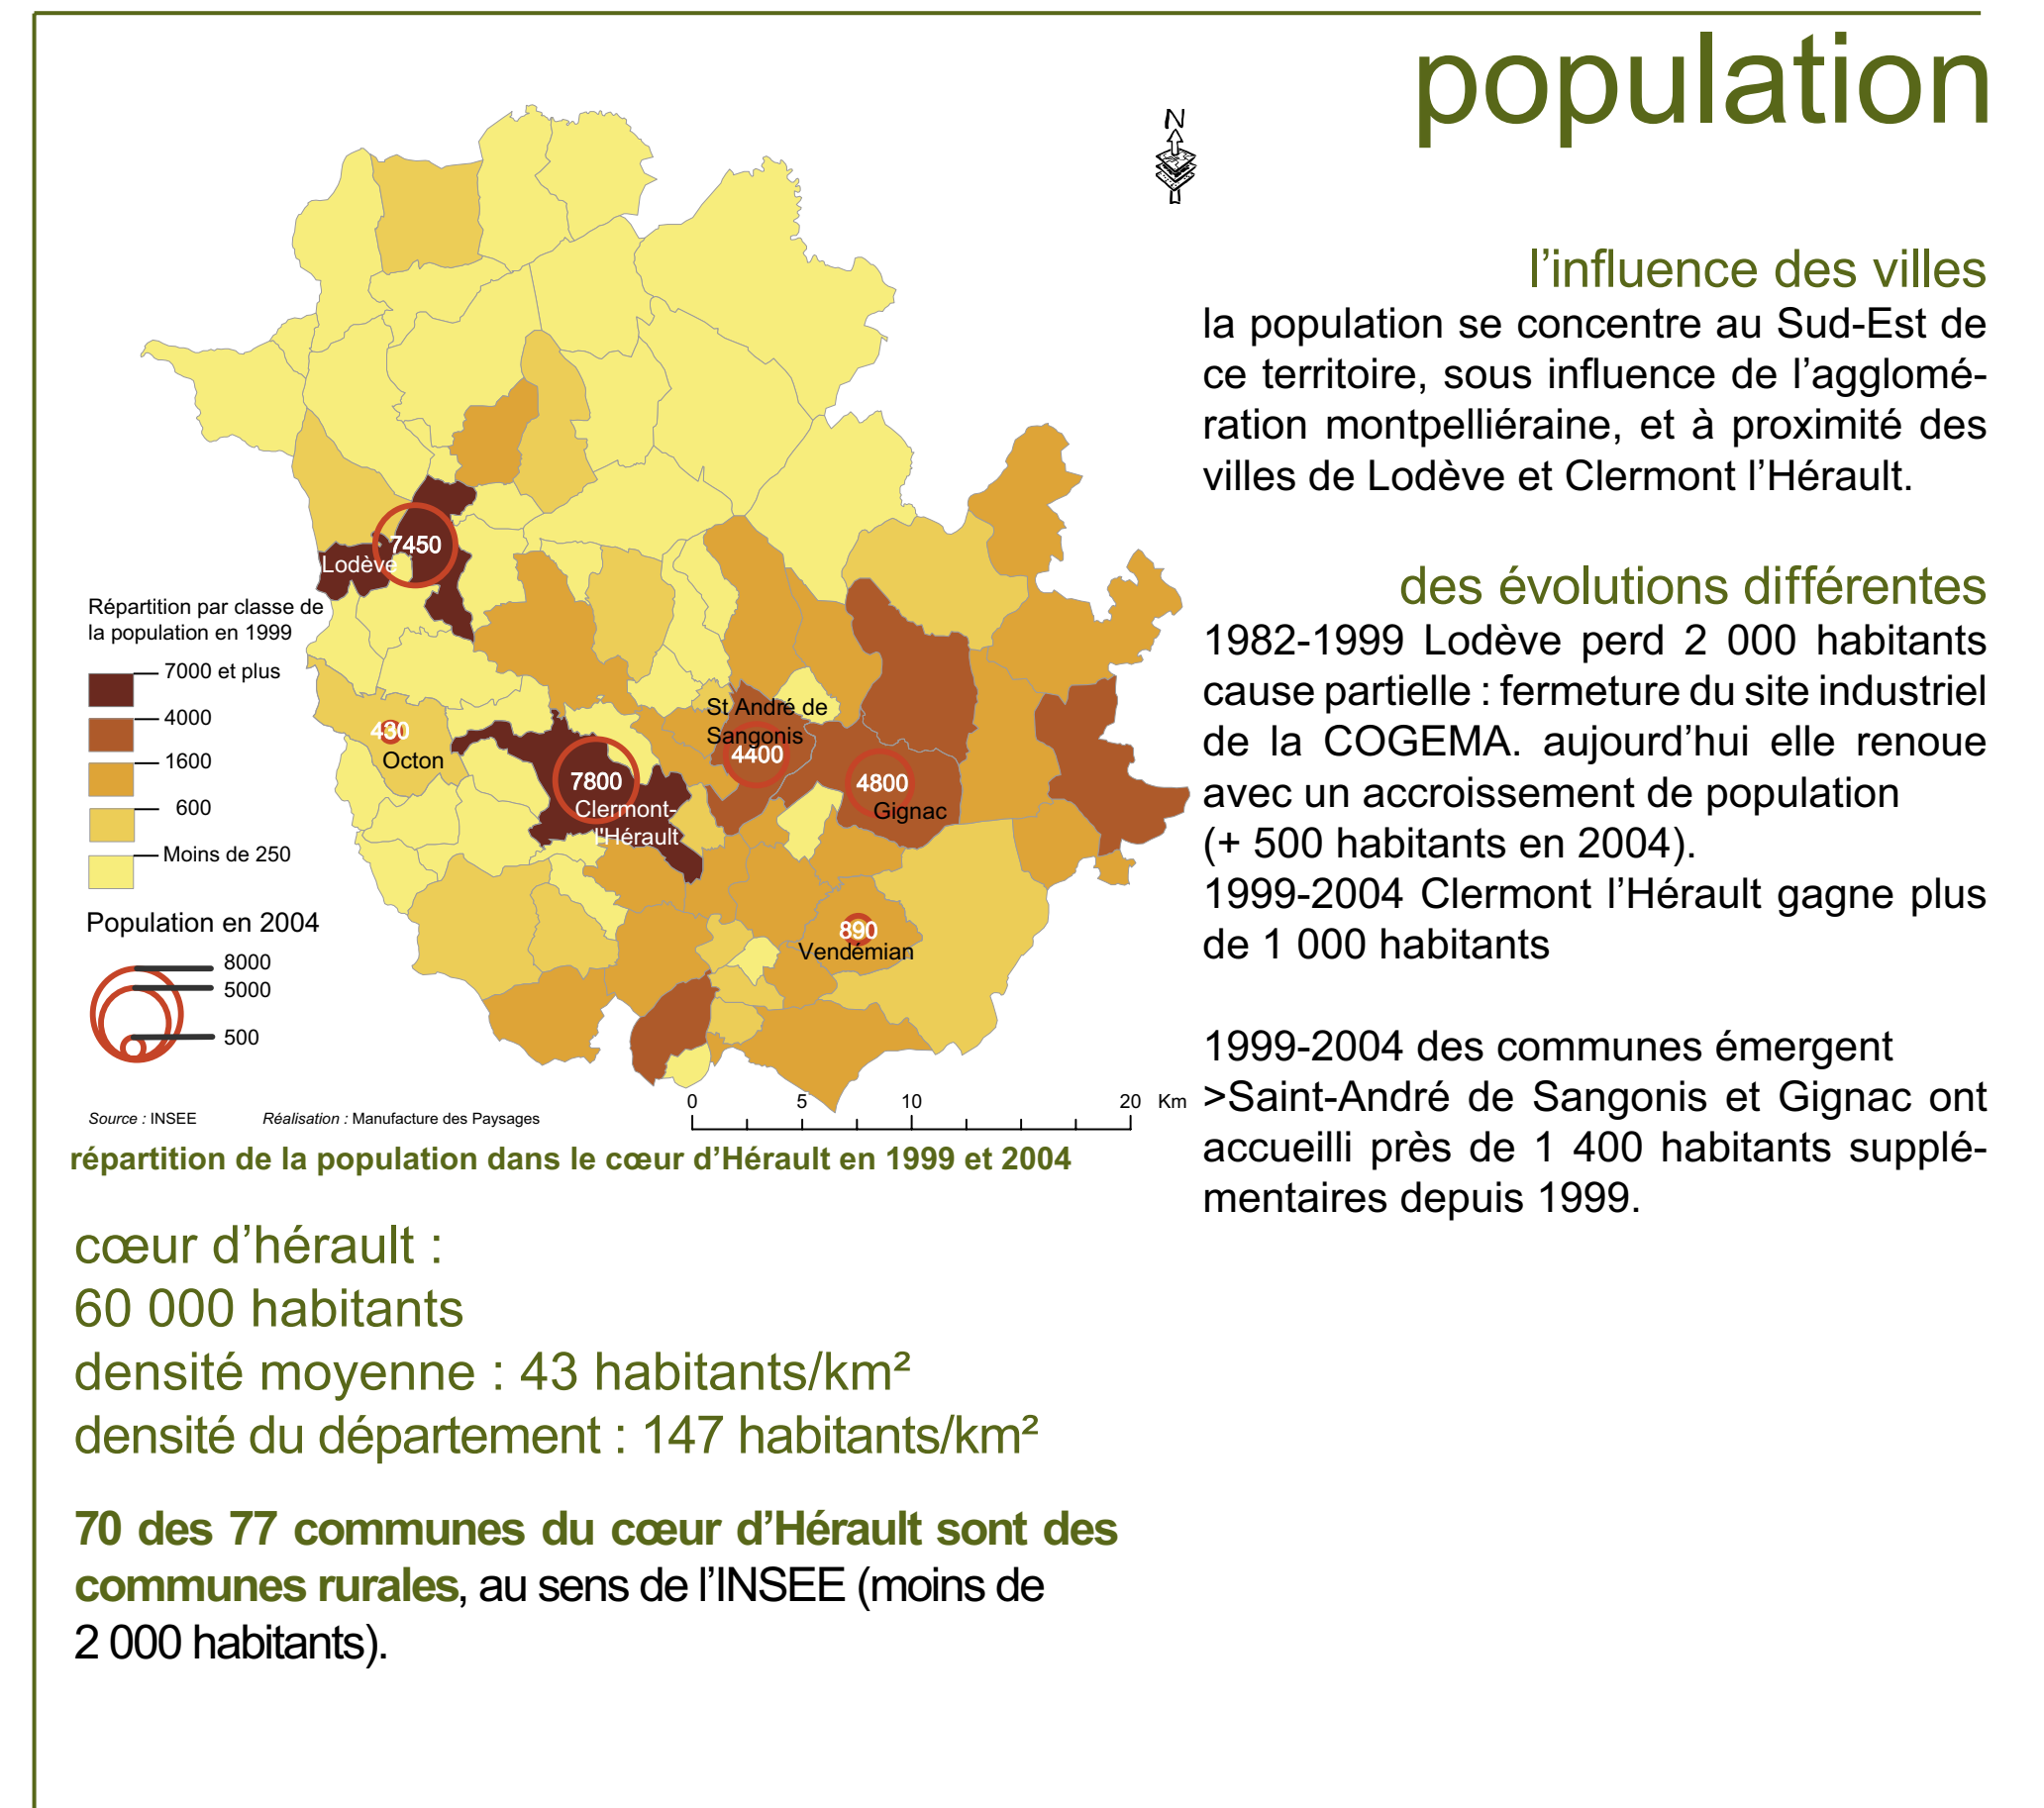 population
N
l’influence des villes
la population se concentre au Sud-Est de
ce territoire, sous influence de l’agglomé-
ration montpelliéraine, et à proximité des
villes de Lodève et Clermont l’Hérault.
des évolutions différentes
1982-1999 Lodève perd 2 000 habitants
cause partielle : fermeture du site industriel
de la COGEMA. aujourd’hui elle renoue
avec un accroissement de population
(+ 500 habitants en 2004).
1999-2004 Clermont l’Hérault gagne plus
de 1 000 habitants
1999-2004 des communes émergent
>Saint-André de Sangonis et Gignac ont
accueilli près de 1 400 habitants supplé-
mentaires depuis 1999.
7450
Lodève
430
Octon
7800
Clermont-
l'Hérault
St André de
Sangonis
4400
4800
Gignac
890
Vendémian
Répartition par classe de
la population en 1999
7000 et plus
4000
1600
600
Moins de 250
Population en 2004
8000
5000
500
Source : INSEE
Réalisation : Manufacture des Paysages
0 5 10 20 Km
répartition de la population dans le cœur d’Hérault en 1999 et 2004
cœur d’hérault :
60 000 habitants
densité moyenne : 43 habitants/km²
densité du département : 147 habitants/km²
70 des 77 communes du cœur d’Hérault sont des
communes rurales, au sens de l’INSEE (moins de
2 000 habitants).